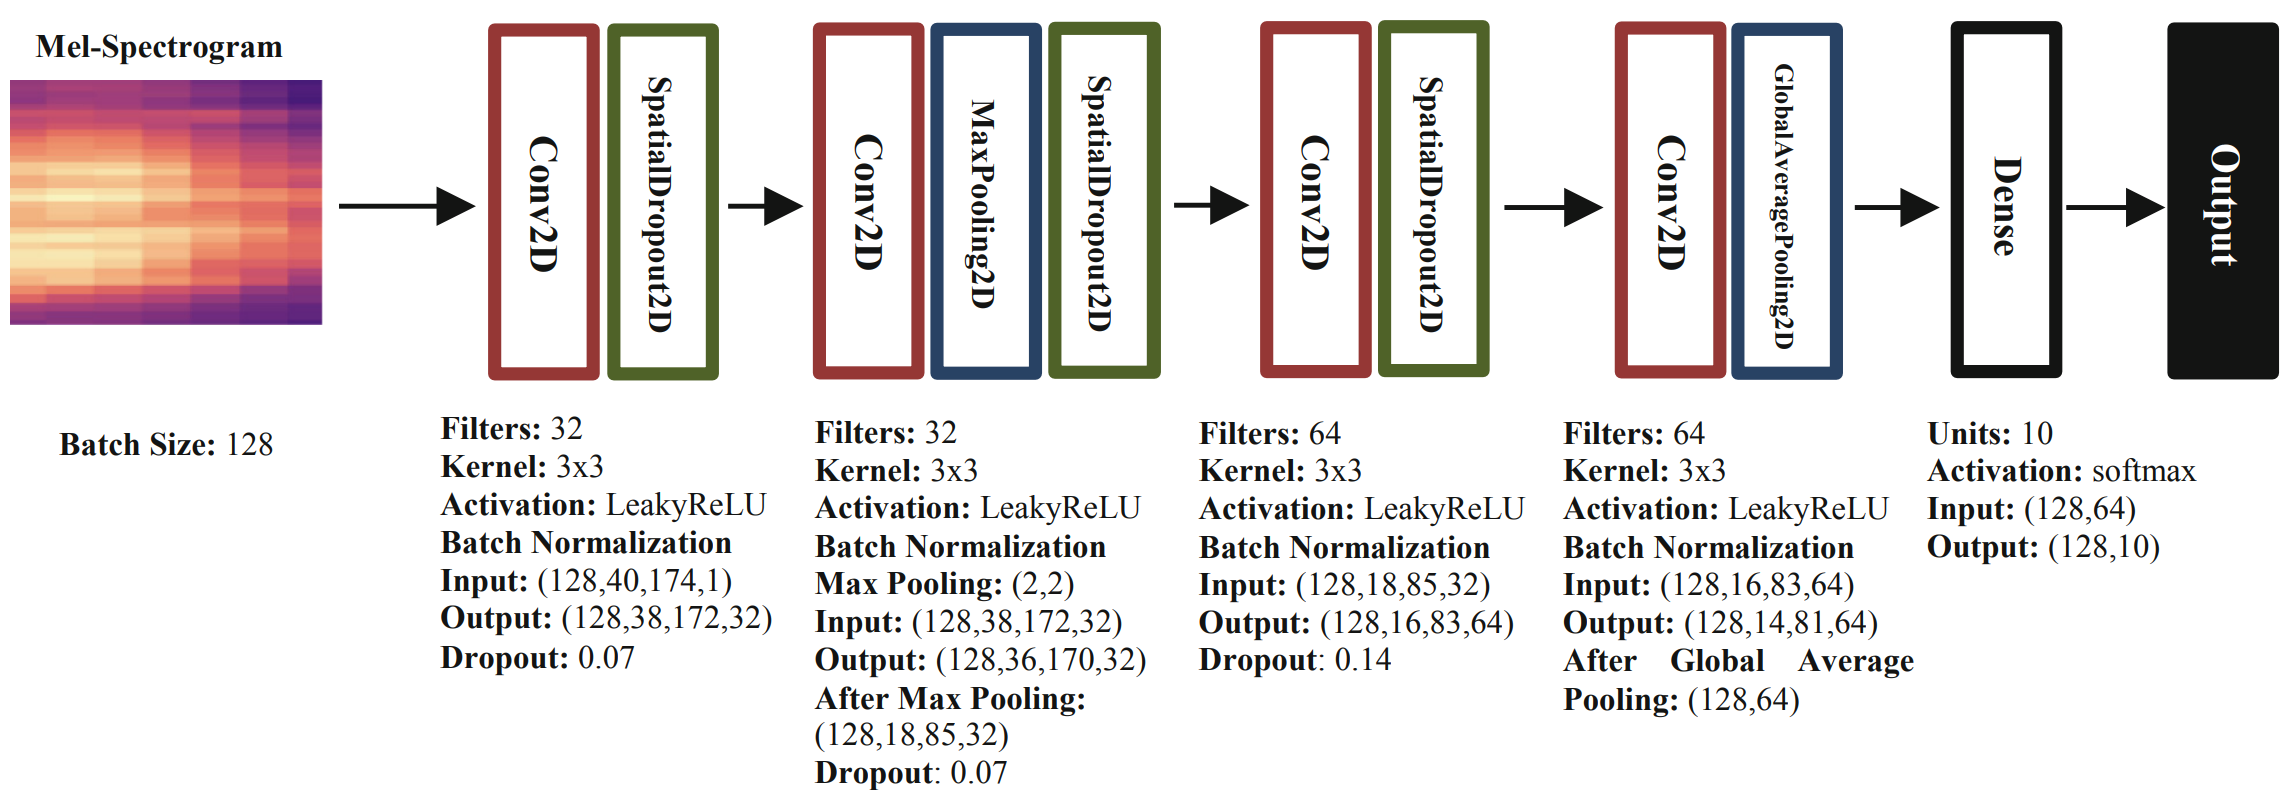 Mel-Spectrogram
Batch Size: 128
Conv2D
SpatialDropout2D
Filters: 32
Kernel: 3x3
Activation: LeakyReLU
Batch Normalization
Input: (128,40,174,1)
Output: (128,38,172,32)
Dropout: 0.07
Conv2D
MaxPooling2D
SpatialDropout2D
Filters: 32
Kernel: 3x3
Activation: LeakyReLU
Batch Normalization
Max Pooling: (2,2)
Input: (128,38,172,32)
Output: (128,36,170,32)
After Max Pooling:
(128,18,85,32)
Dropout: 0.07
Conv2D
SpatialDropout2D
Filters: 64
Kernel: 3x3
Activation: LeakyReLU
Batch Normalization
Input: (128,18,85,32)
Output: (128,16,83,64)
Dropout: 0.14
Conv2D
GlobalAveragePooling2D
Filters: 64
Kernel: 3x3
Activation: LeakyReLU
Batch Normalization
Input: (128,16,83,64)
Output: (128,14,81,64)
After Global Average
Pooling: (128,64)
Dense
Units: 10
Activation: softmax
Input: (128,64)
Output: (128,10)
Output